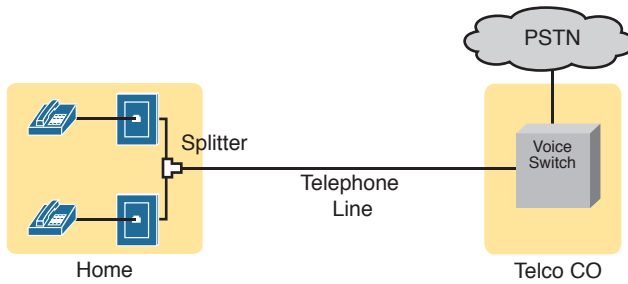 PSTN
Splitter
Voice
Switch
Telephone
Line
Home
Telco CO